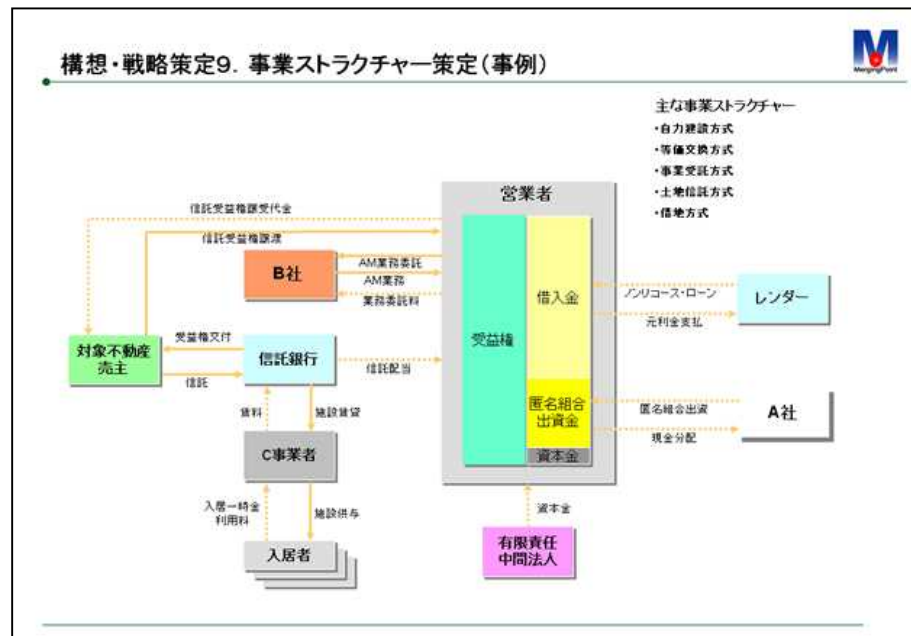 構想・戦略策定9. 事業ストラクチャー策定(事例)
M
MergingPoint
主な事業ストラクチャー
・自力建設方式
・等価交換方式
・事業受託方式
・土地信託方式
・借地方式
営業者
信託受益権譲受代金
信託受益権譲渡
B社
AM業務委託
AM業務
業務委託料
受益権
借入金
ノンリコース・ローン
元利金支払
レンダー
対象不動産
売主
受益権交付
信託
信託銀行
信託配当
匿名組合
出資金
資本金
匿名組合出資
現金分配
A社
賃料
施設賃貸
C事業者
入居一時金
利用料
施設供与
入居者
資本金
有限責任
中間法人